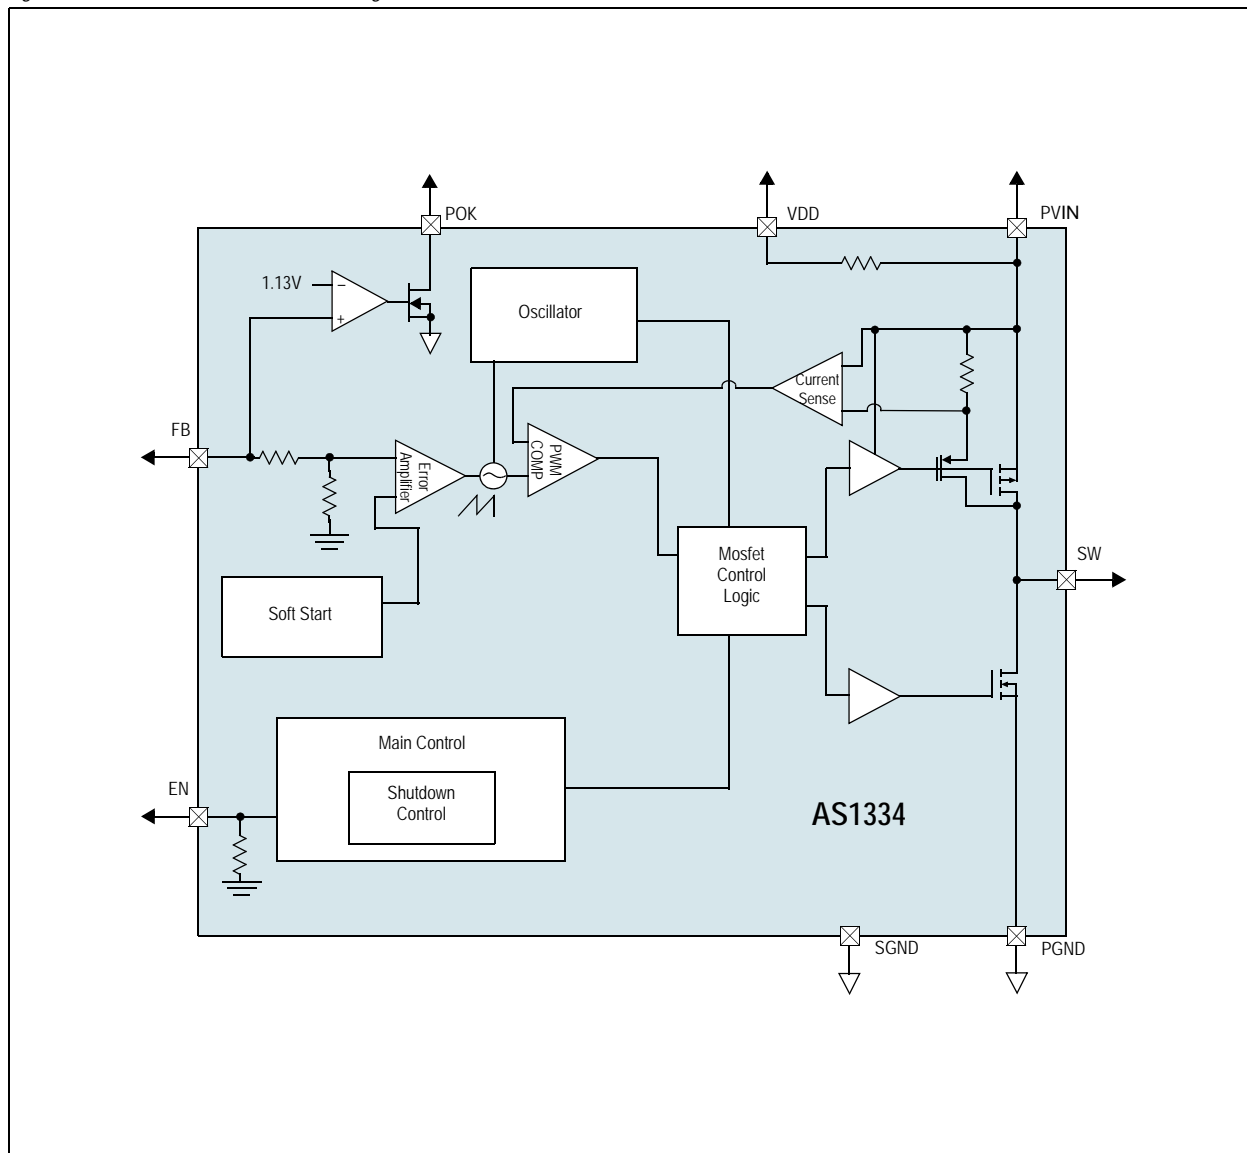 POK
VDD
PVIN
1.13V
−
+
Oscillator
Current
Sense
FB
Error
Amplifier
PWM
COMP
Mosfet
Control
Logic
SW
Soft Start
Main Control
Shutdown
Control
EN
AS1334
SGND
PGND